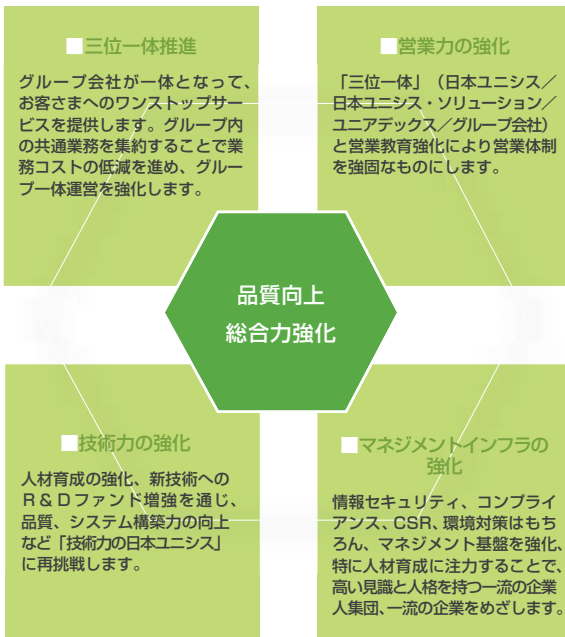 ■三位一体推進
グループ会社が一体となって、
お客さまへのワンストップサー
ビスを提供します。グループ内
の共通業務を集約することで業
務コストの低減を進め、グルー
プ一体運営を強化します。
■営業力の強化
「三位一体」（日本ユニシス／
日本ユニシス・ソリューション／
ユニアデックス／グループ会社）
と営業教育強化により営業体制
を強固なものにします。
品質向上
総合力強化
■技術力の強化
人材育成の強化、新技術への
R＆Dファンド増強を通じ、
品質、システム構築力の向上
など「技術力の日本ユニシス」
に再挑戦します。
■マネジメントインフラの
強化
情報セキュリティ、コンプライ
アンス、CSR、環境対策はもち
ろん、マネジメント基盤を強化、
特に人材育成に注力することで、
高い見識と人格を持つ一流の企業
人集団、一流の企業をめざします。